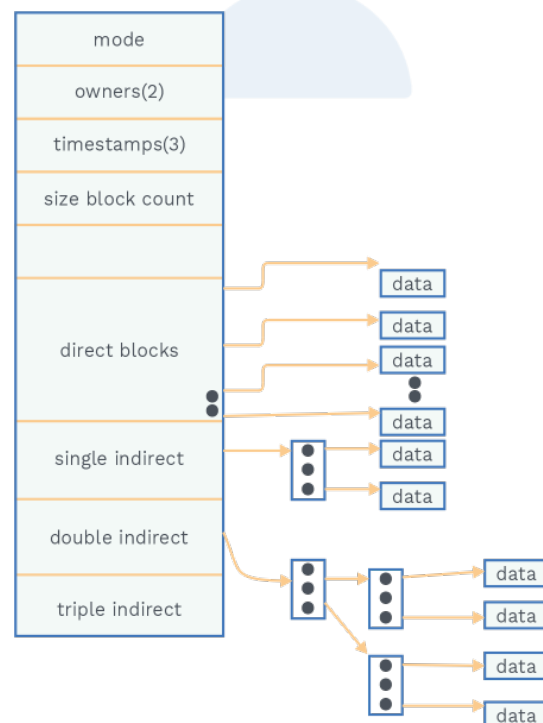 mode
owners(2)
timestamps(3)
size block count
data
direct blocks
data
data
data
single indirect
data
data
double indirect
data
triple indirect
data
data
data